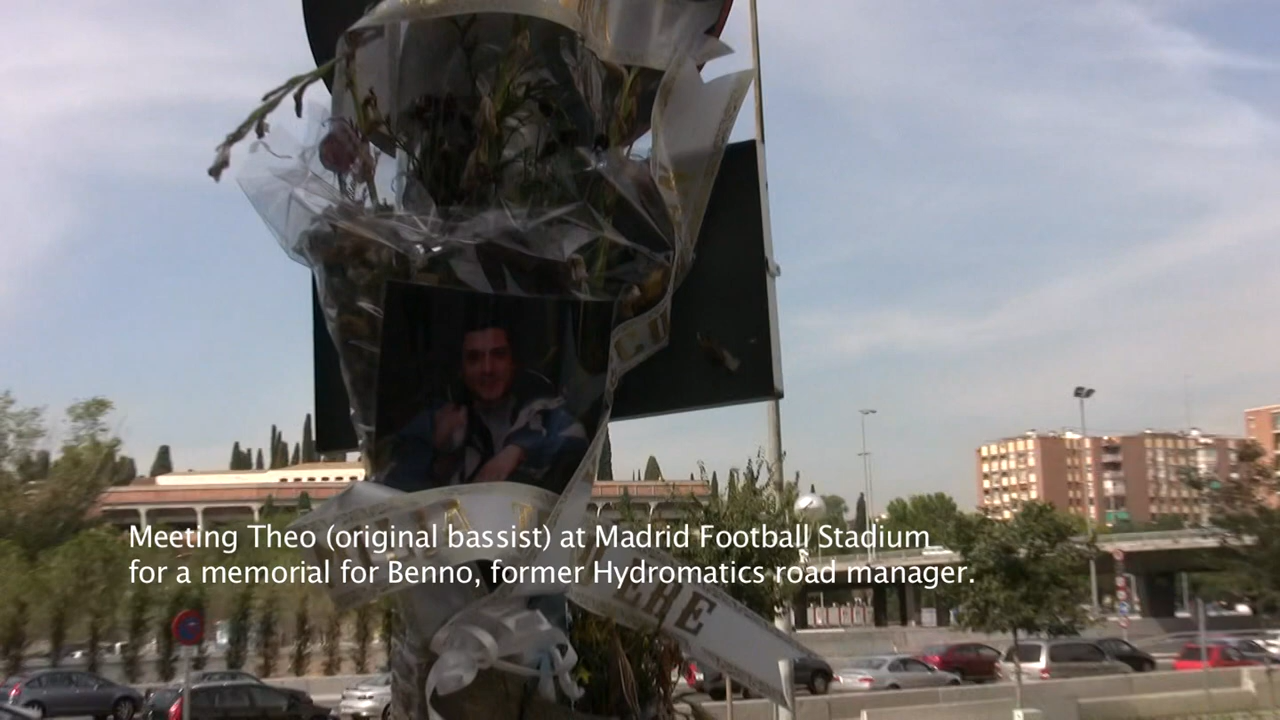 Meeting Theo (original bassist) at Madrid Football Stadium
for a memorial for Benno, former Hydromatics road manager.